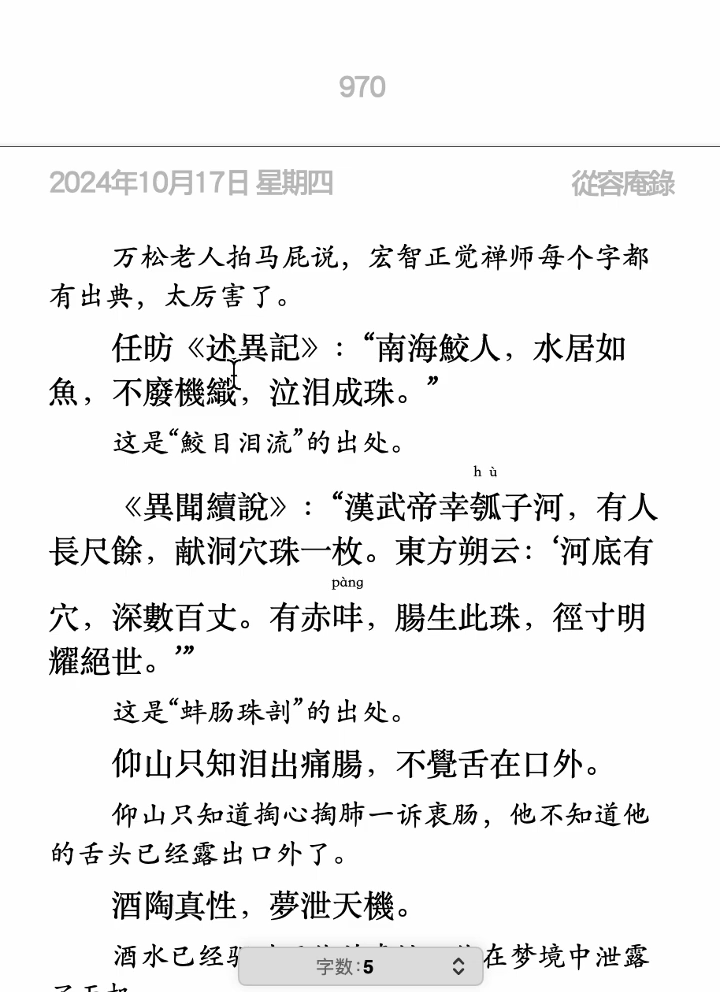 970
2024年10月17日 星期四
從容庵錄
万松老人拍马屁说，宏智正觉禅师每个字都
有出典，太厉害了。
任昉《述異記》：“南海鮫人，水居如
魚，不廢機織，泣泪成珠。”
这是“鮫目泪流”的出处。
hù
《異聞續說》：“漢武帝幸瓠子河，有人
長尺餘，献洞穴珠一枚。東方朔云：‘河底有
pàng
穴，深數百丈。有赤
，腸生此珠，徑寸明
耀絕世。’”
这是“蚌肠珠剖”的出处。
仰山只知泪出痛腸，不覺舌在口外。
仰山只知道掏心掏肺一诉衷肠，他不知道他
的舌头已经露出口外了。
酒陶真性，夢泄天機。
酒水已经
在梦境中泄露
字数:5